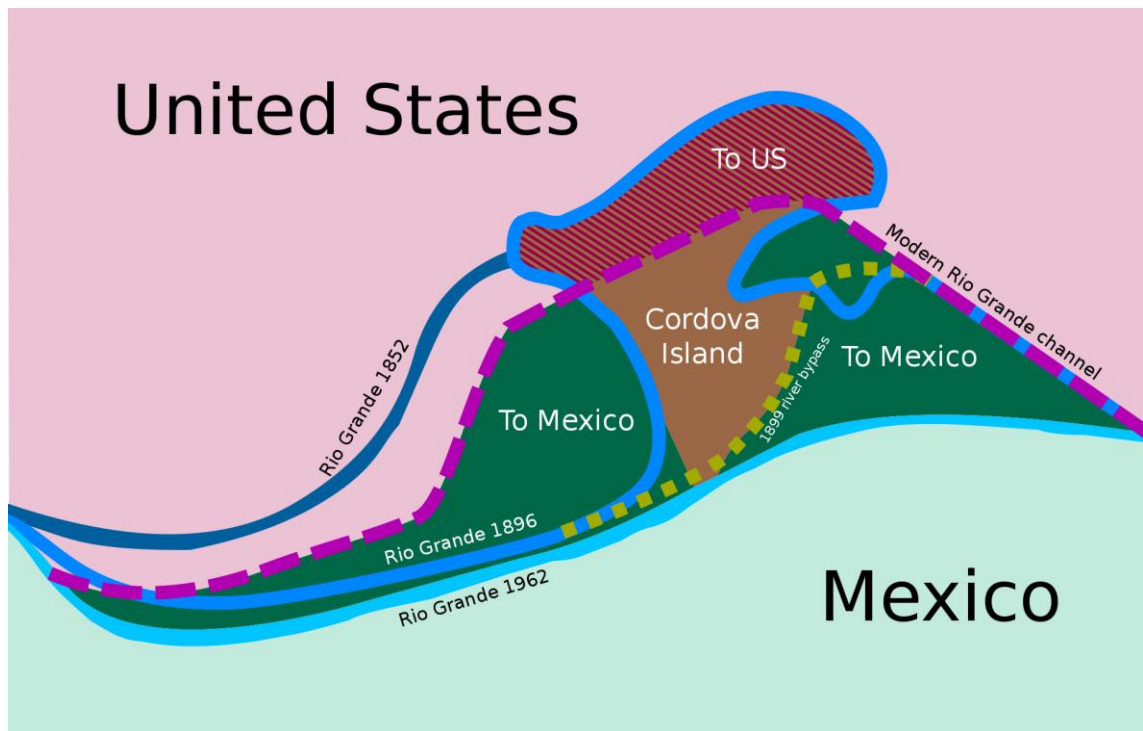 United States
To US
Modern Rio Grande channel
Rio Grande 1852
Cordova
Island
To Mexico
1899 river bypass
To Mexico
Rio Grande 1896
Rio Grande 1962
Mexico